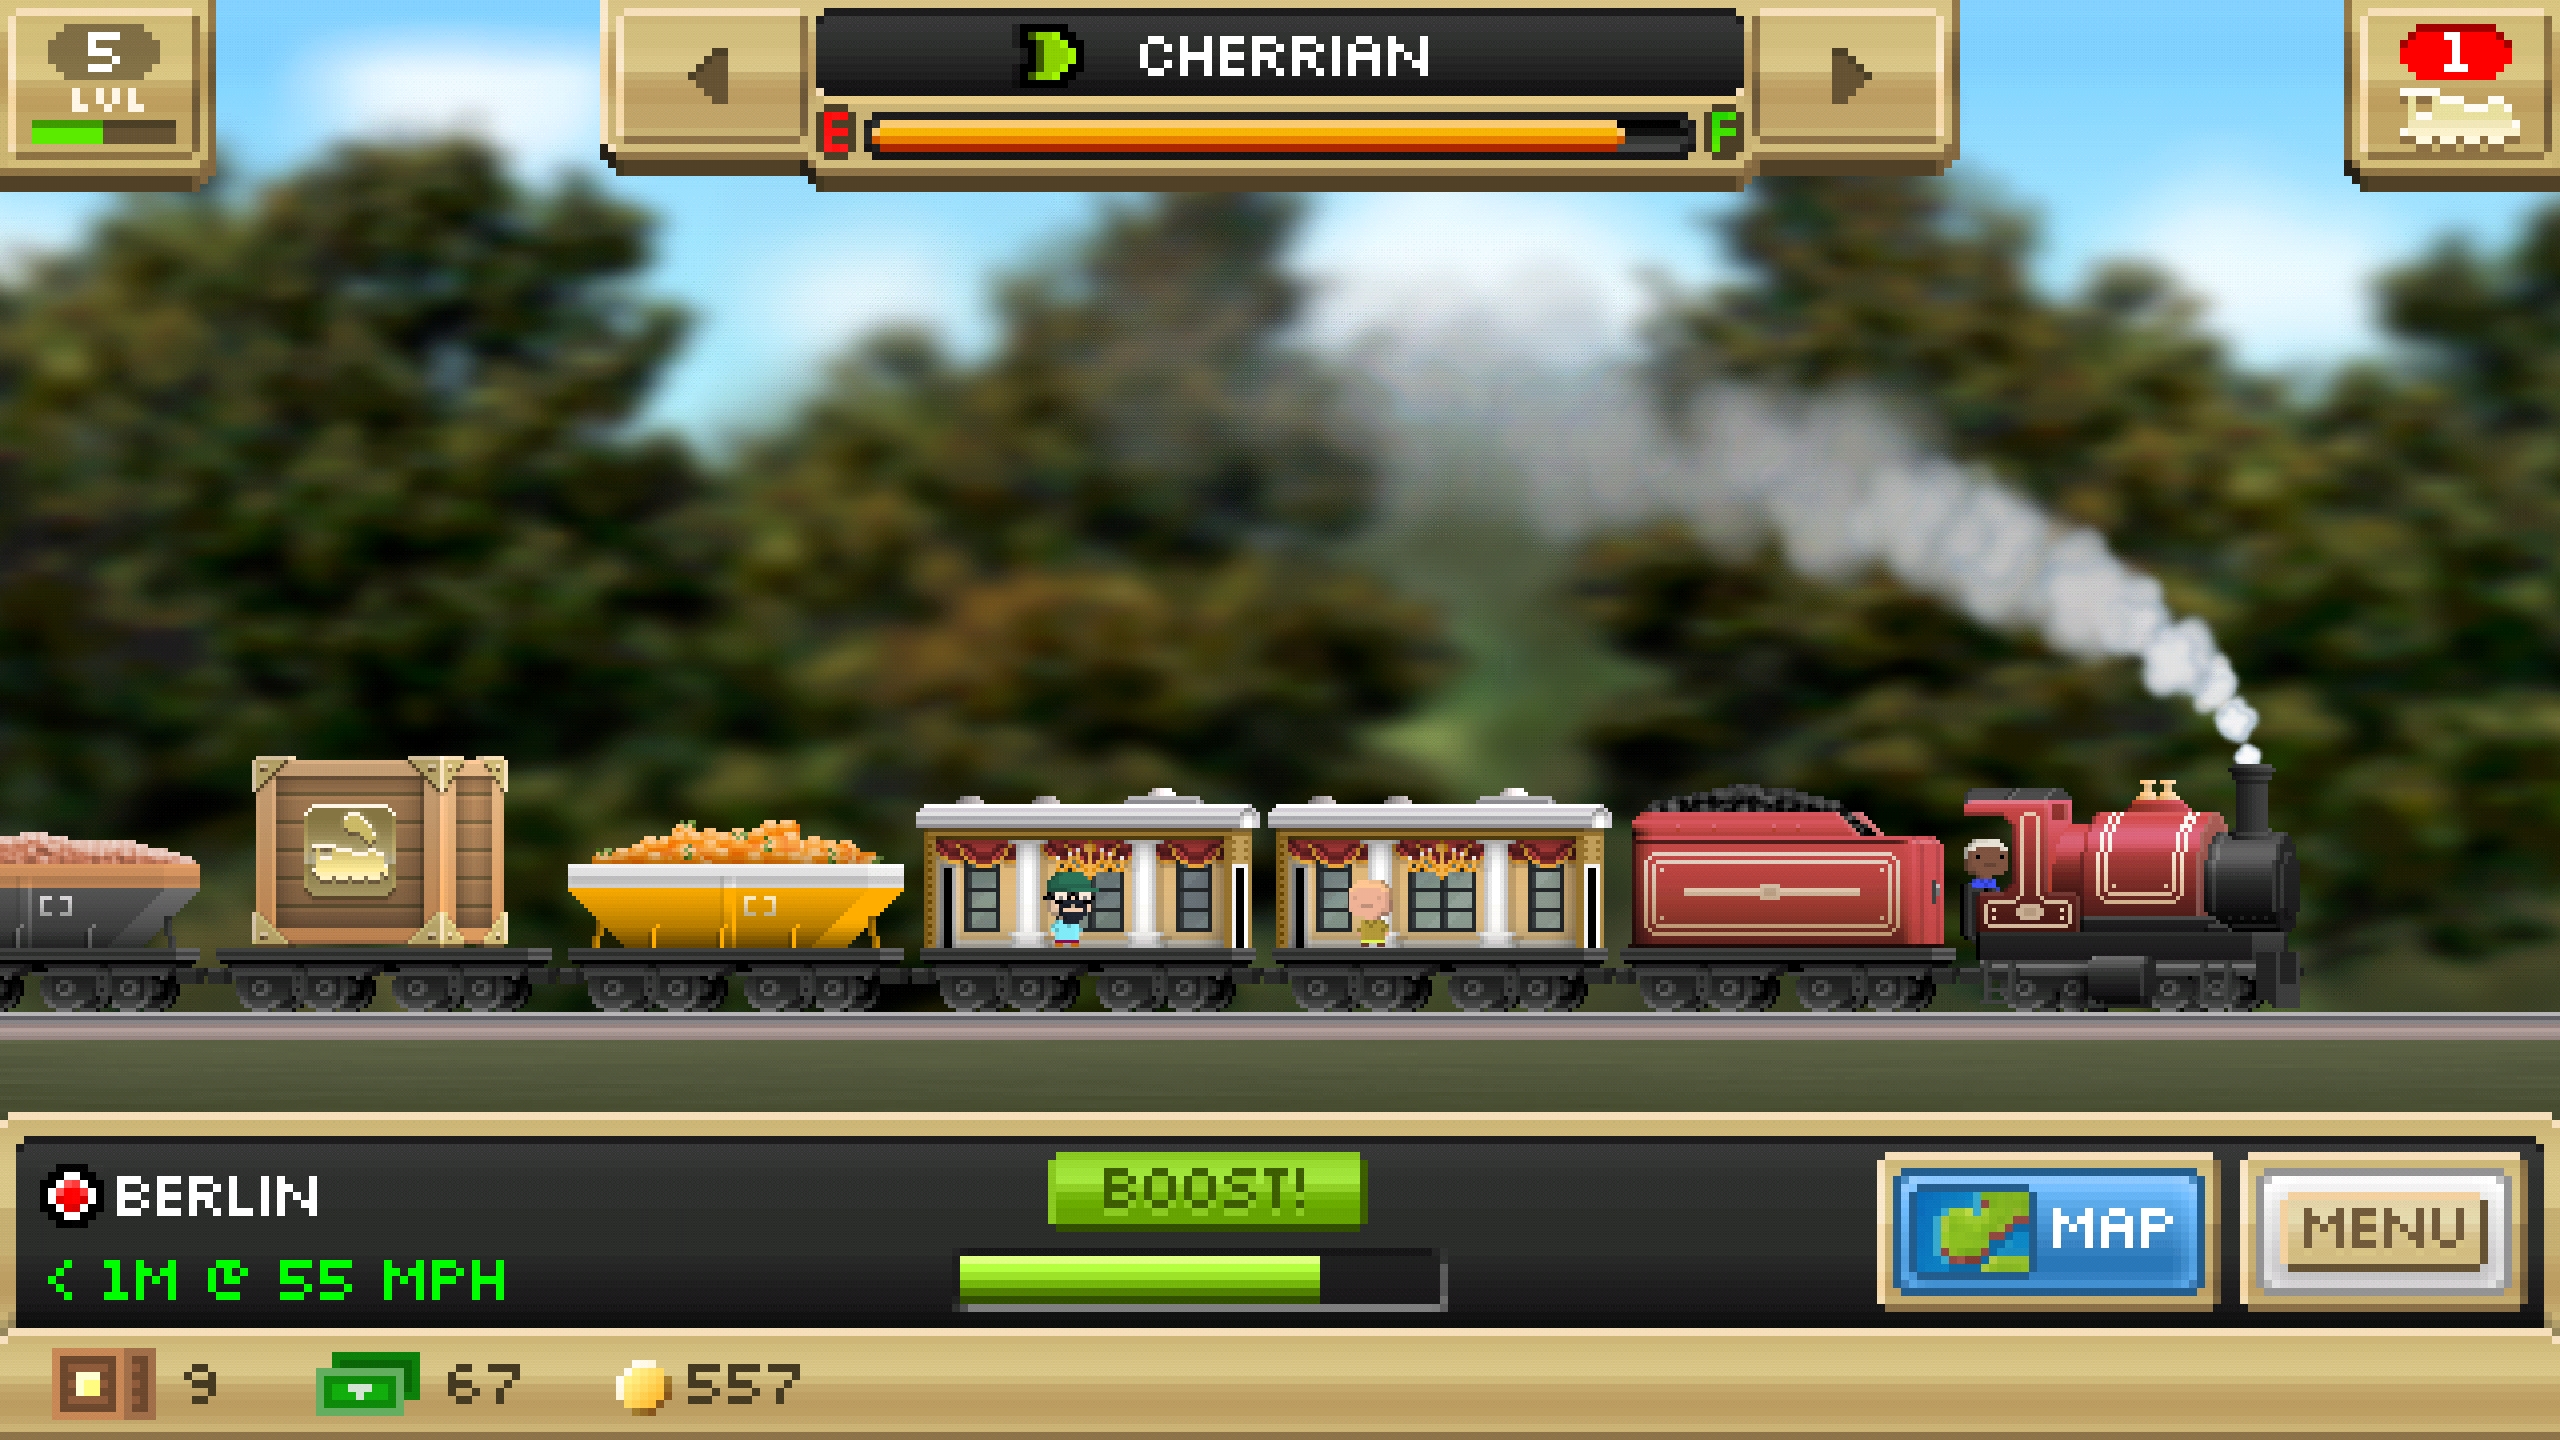 5
LVL
CHERRIAN
E F
1
BERLIN
< 1M @ 55 MPH
BOOST!
MAP
MENU
9 67 557